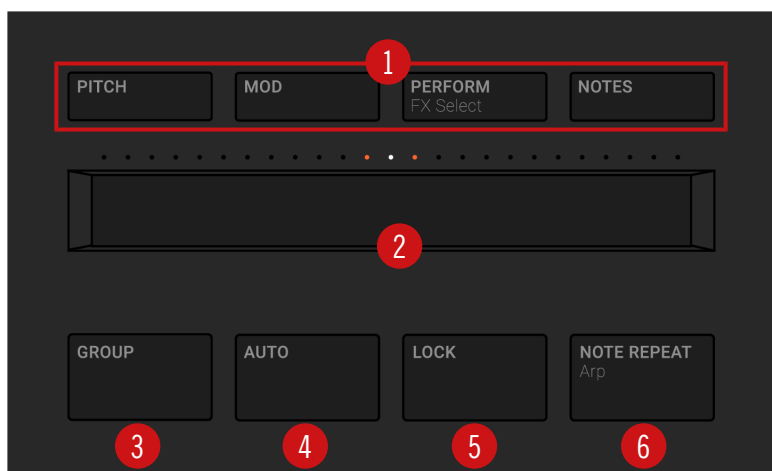 1
PITCH
MOD
PERFORM
NOTES
FX Select
2
GROUP
AUTO
LOCK
NOTE REPEAT
Arp
3
4
5
6